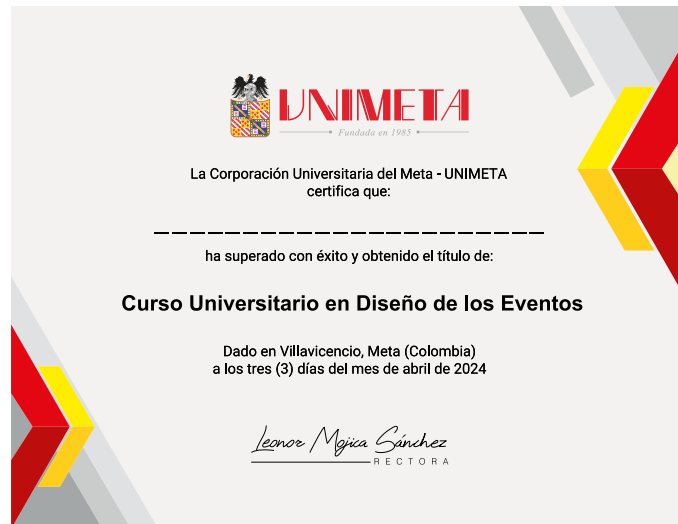 UNIMETA
Fundada en 1985
La Corporación Universitaria del Meta - UNIMETA
certifica que:
ha superado con éxito y obtenido el título de:
Curso Universitario en Diseño de los Eventos
Dado en Villavicencio, Meta (Colombia)
a los tres (3) días del mes de abril de 2024
Leonor Mojica Sánchez
RECTORA